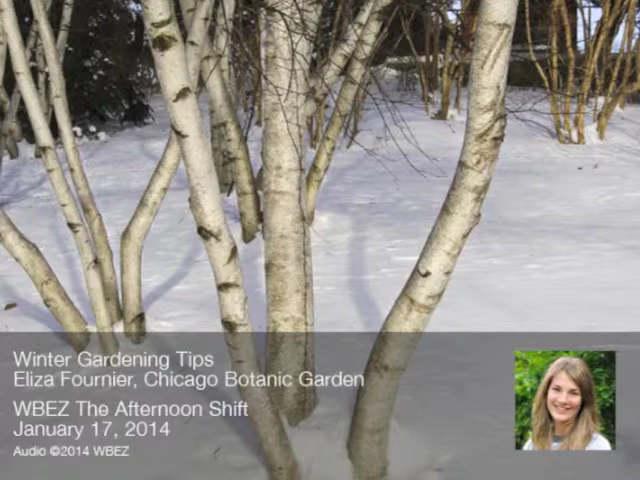 Winter Gardening Tips
Eliza Fournier, Chicago Botanic Garden
WBEZ The Afternoon Shift
January 17, 2014
Audio ©2014 WBEZ